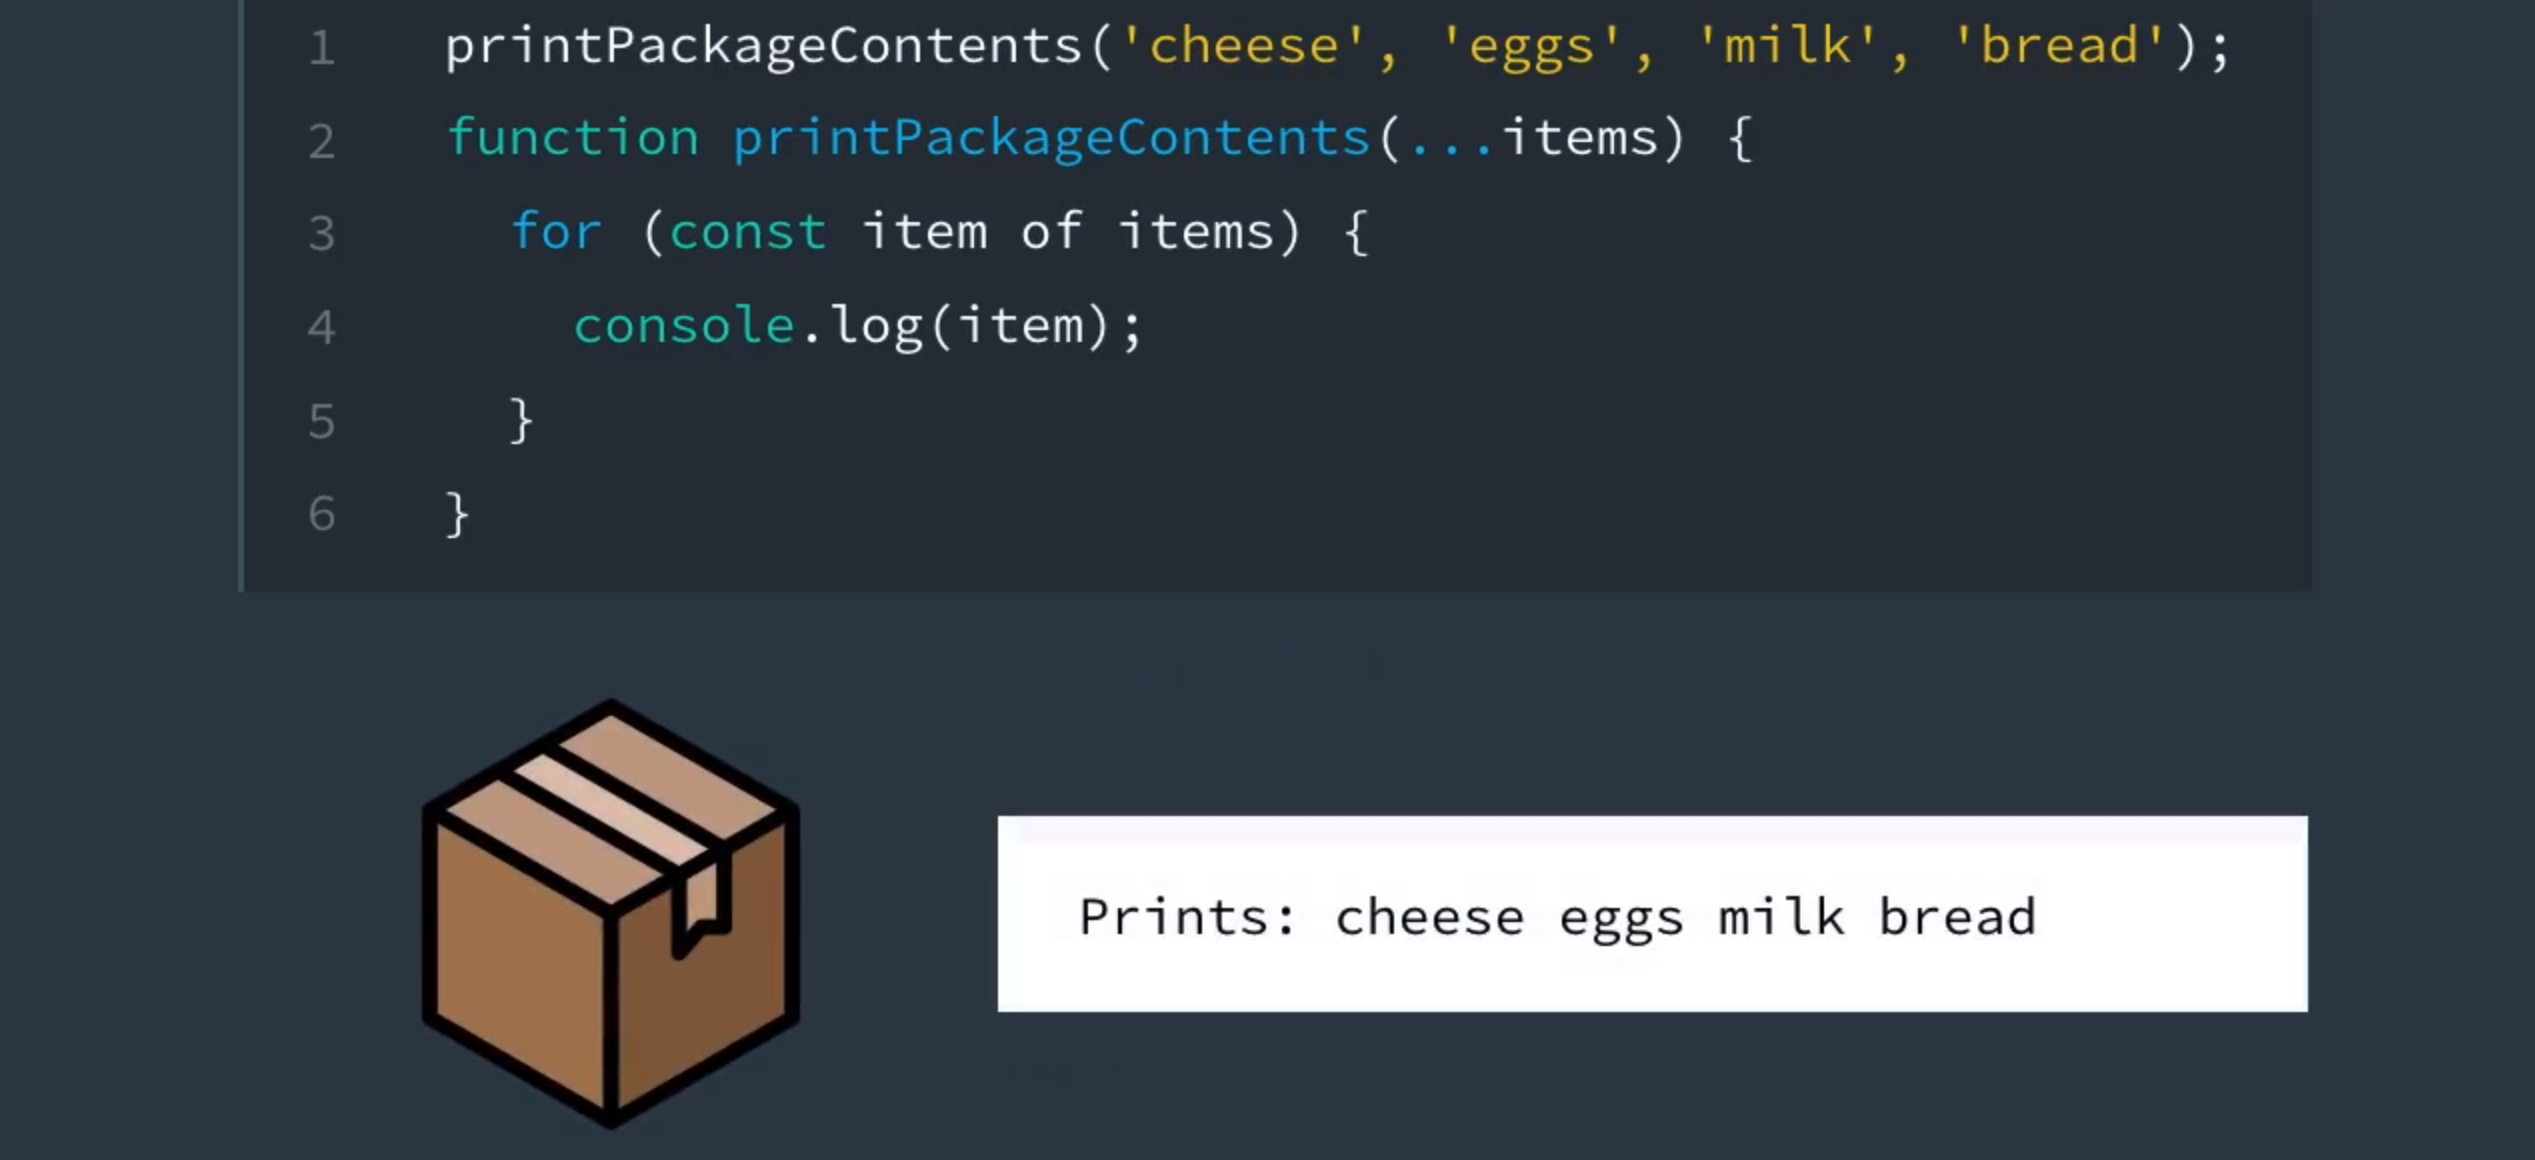 1 printPackageContents('cheese', 'eggs', 'milk', 'bread');
2 function printPackageContents(...items) {
3   for (const item of items) {
4     console.log(item);
5   }
6 }
Prints: cheese eggs milk bread